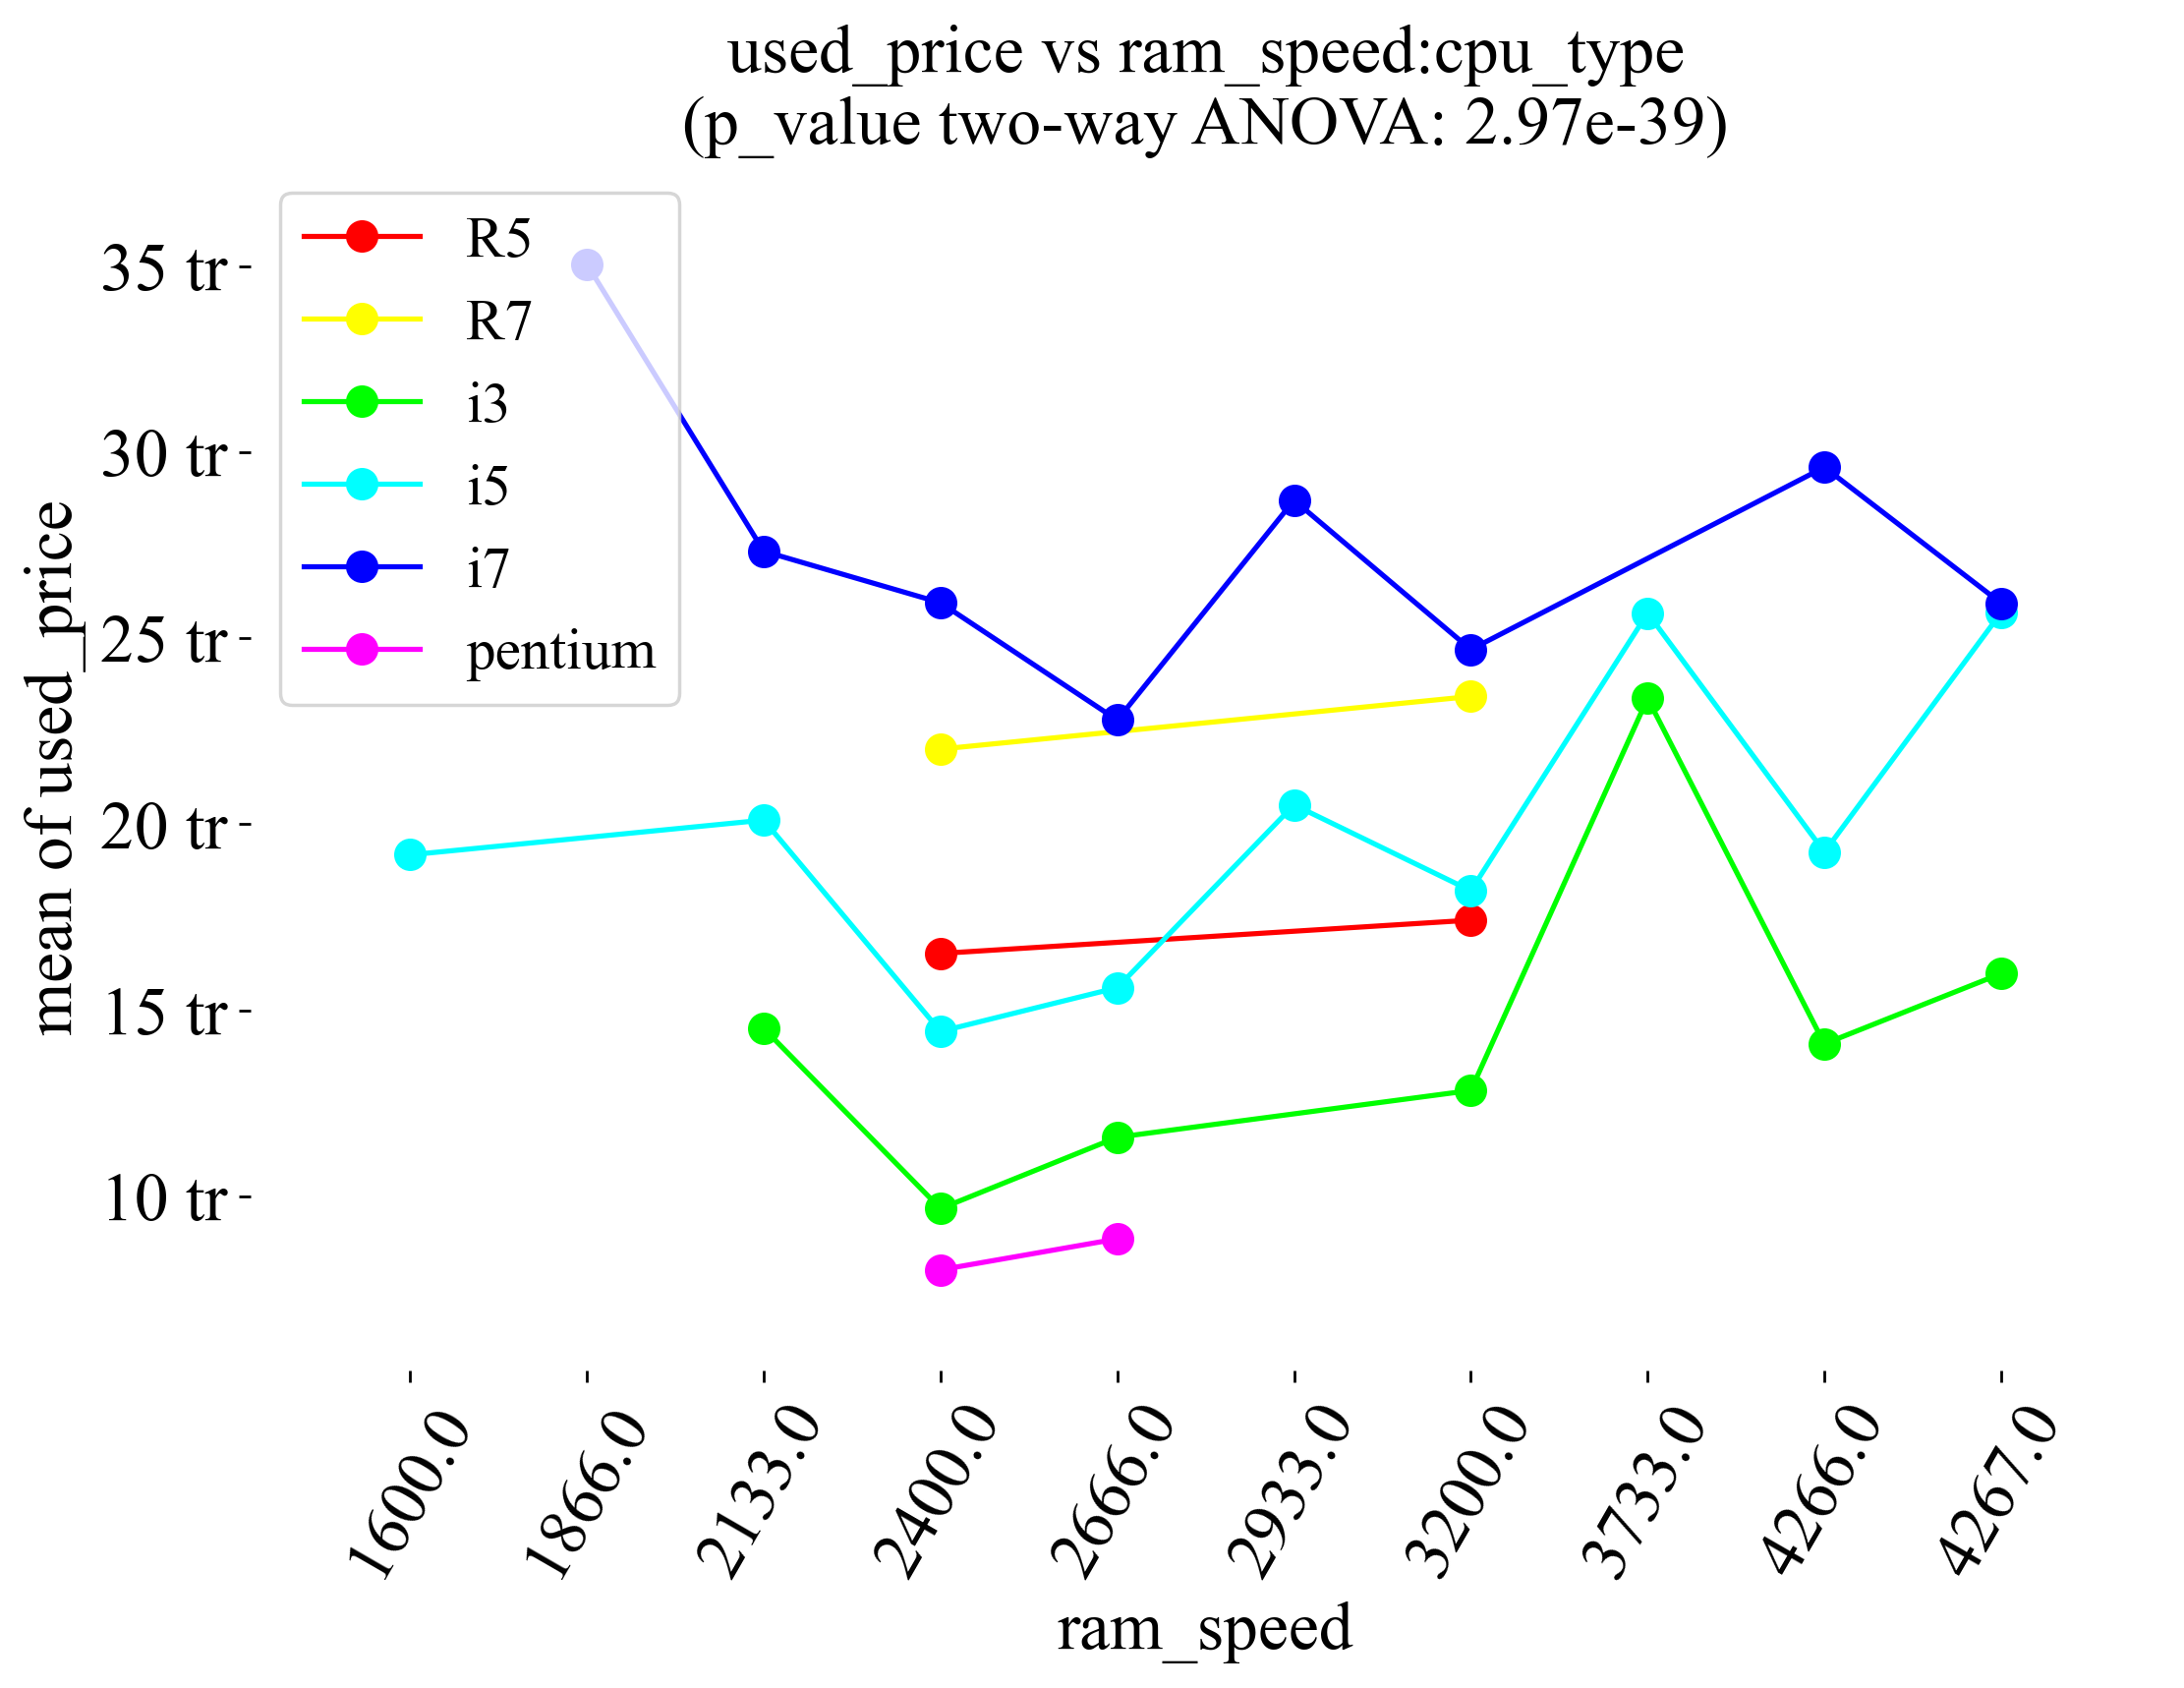 used_price vs ram_speed:cpu_type
(p_value two-way ANOVA: 2.97e-39)
R5
R7
i3
i5
i7
pentium
mean of used_price
35 tr
30 tr
25 tr
20 tr
15 tr
10 tr
1600.0
1866.0
2133.0
2400.0
2666.0
2933.0
3200.0
3733.0
4266.0
4267.0
ram_speed